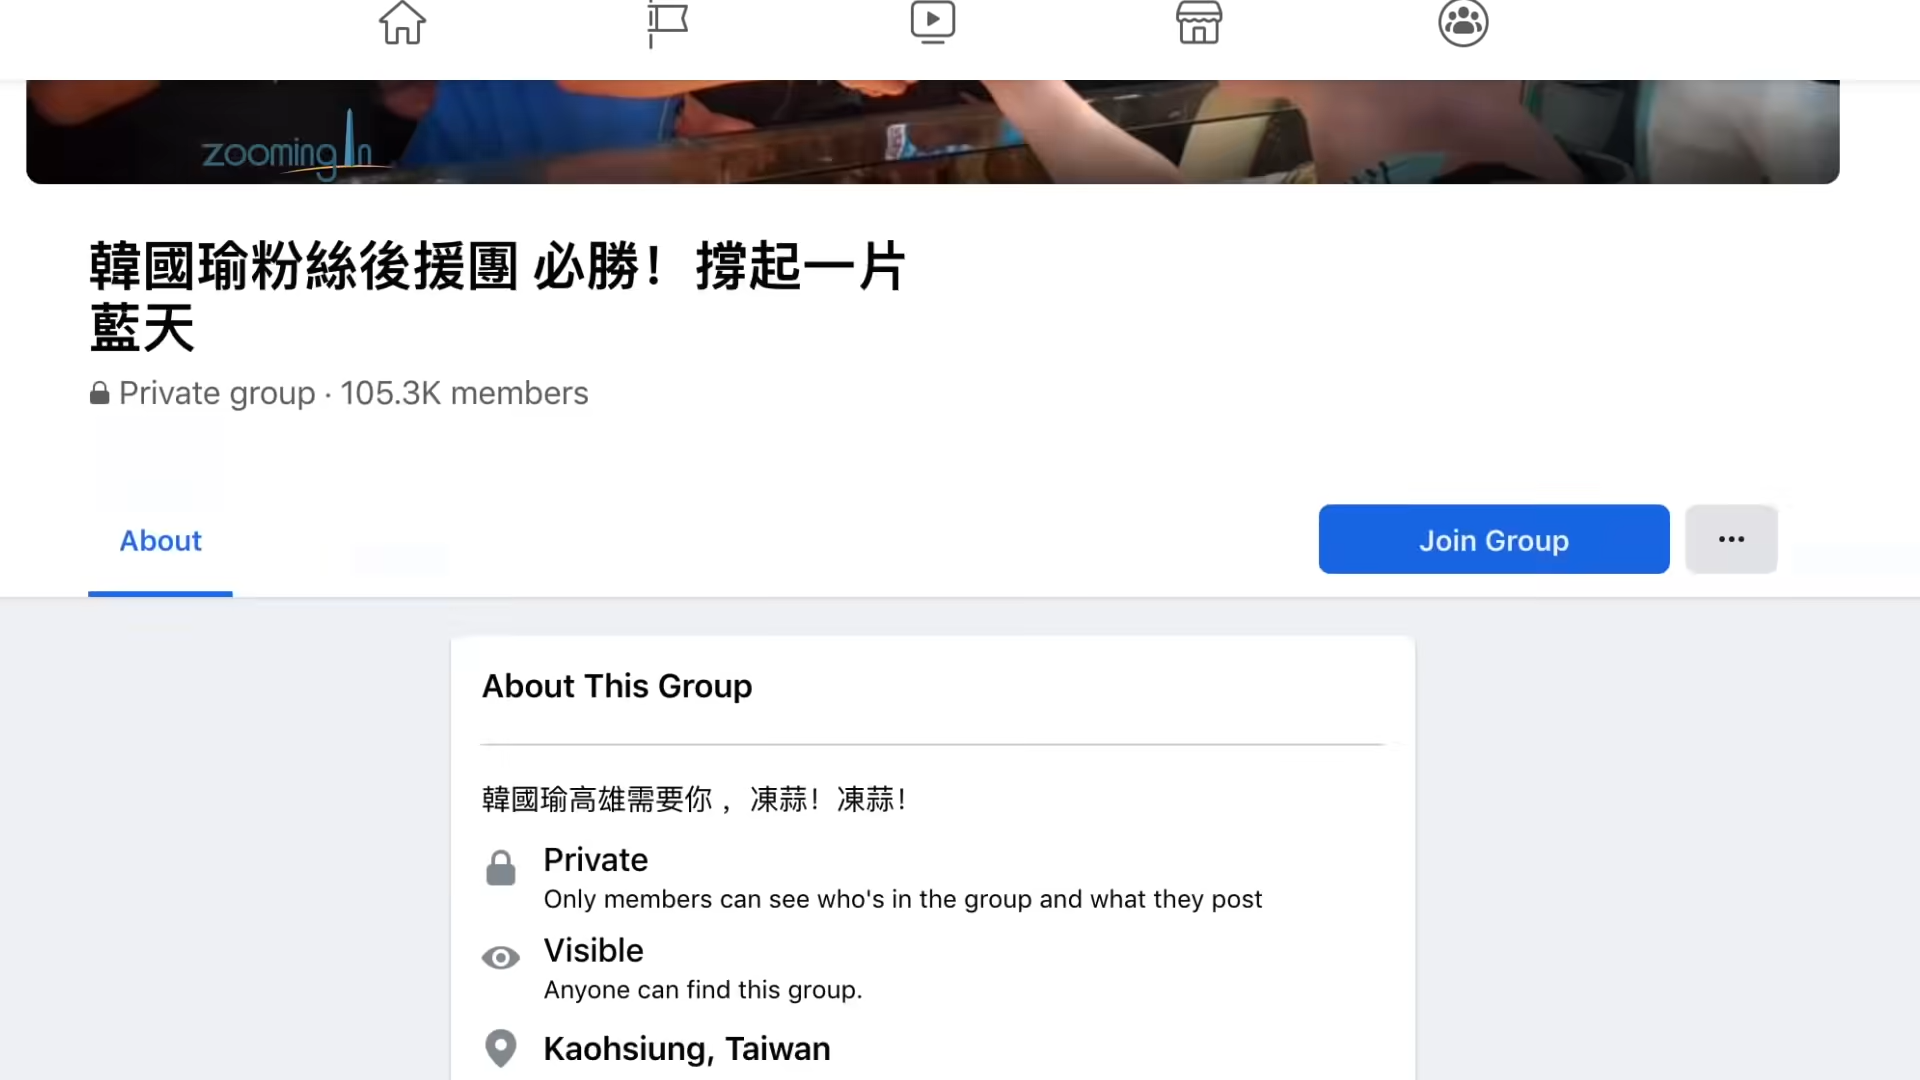 zoomingIn
韓國瑜粉絲後援團 必勝！撐起一片
藍天
Private group · 105.3K members
About
Join Group
About This Group
韓國瑜高雄需要你，凍蒜！凍蒜！
Private
Only members can see who's in the group and what they post
Visible
Anyone can find this group.
Kaohsiung, Taiwan